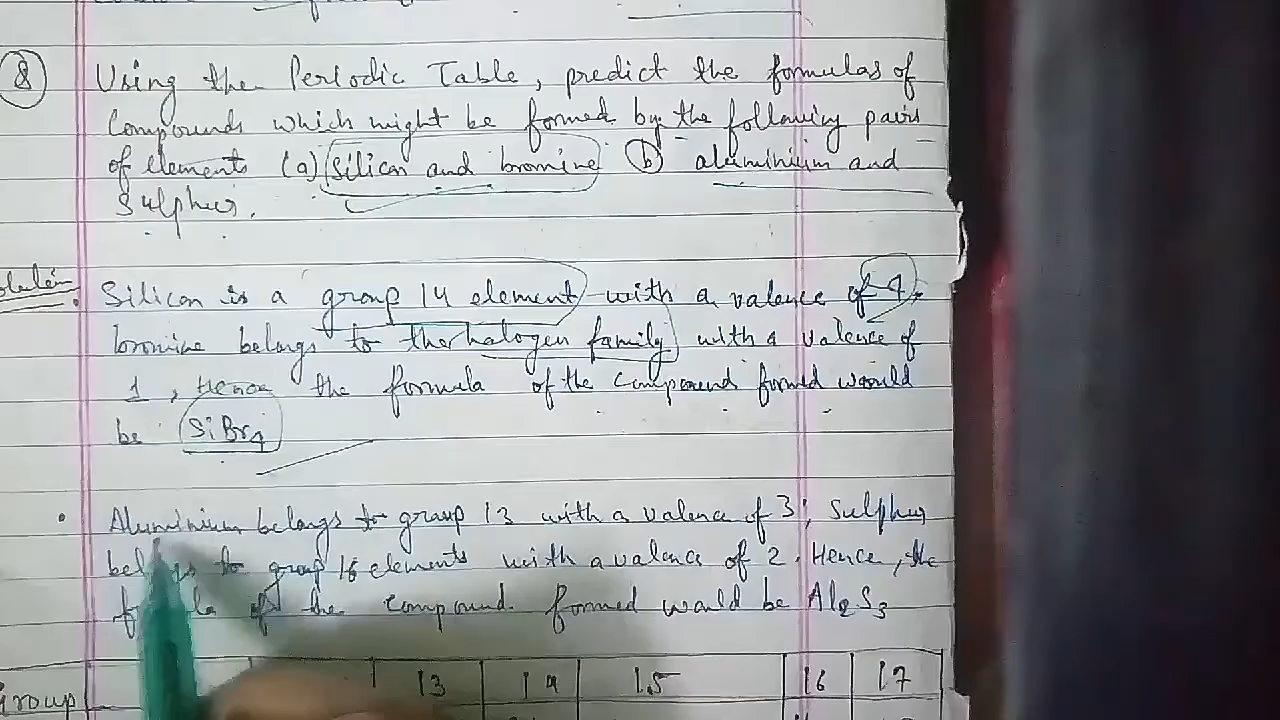 8 Using the Periodic Table, predict the formulas of
Compounds which might be formed by the following pairs
of elements (a) Silicon and bromine (b) aluminium and
Sulphur.
Silicon is a group 14 element with a valence of 4,
bromine belongs to the halogen family with a valence of
1, Hence the formula of the compound formed would
be SiBr4
• Aluminium belongs to group 13 with a valence of 3; Sulphur
belongs to group 16 elements with a valence of 2. Hence, the
of the compound formed would be Al2S3
Group 13 14 15 16 17